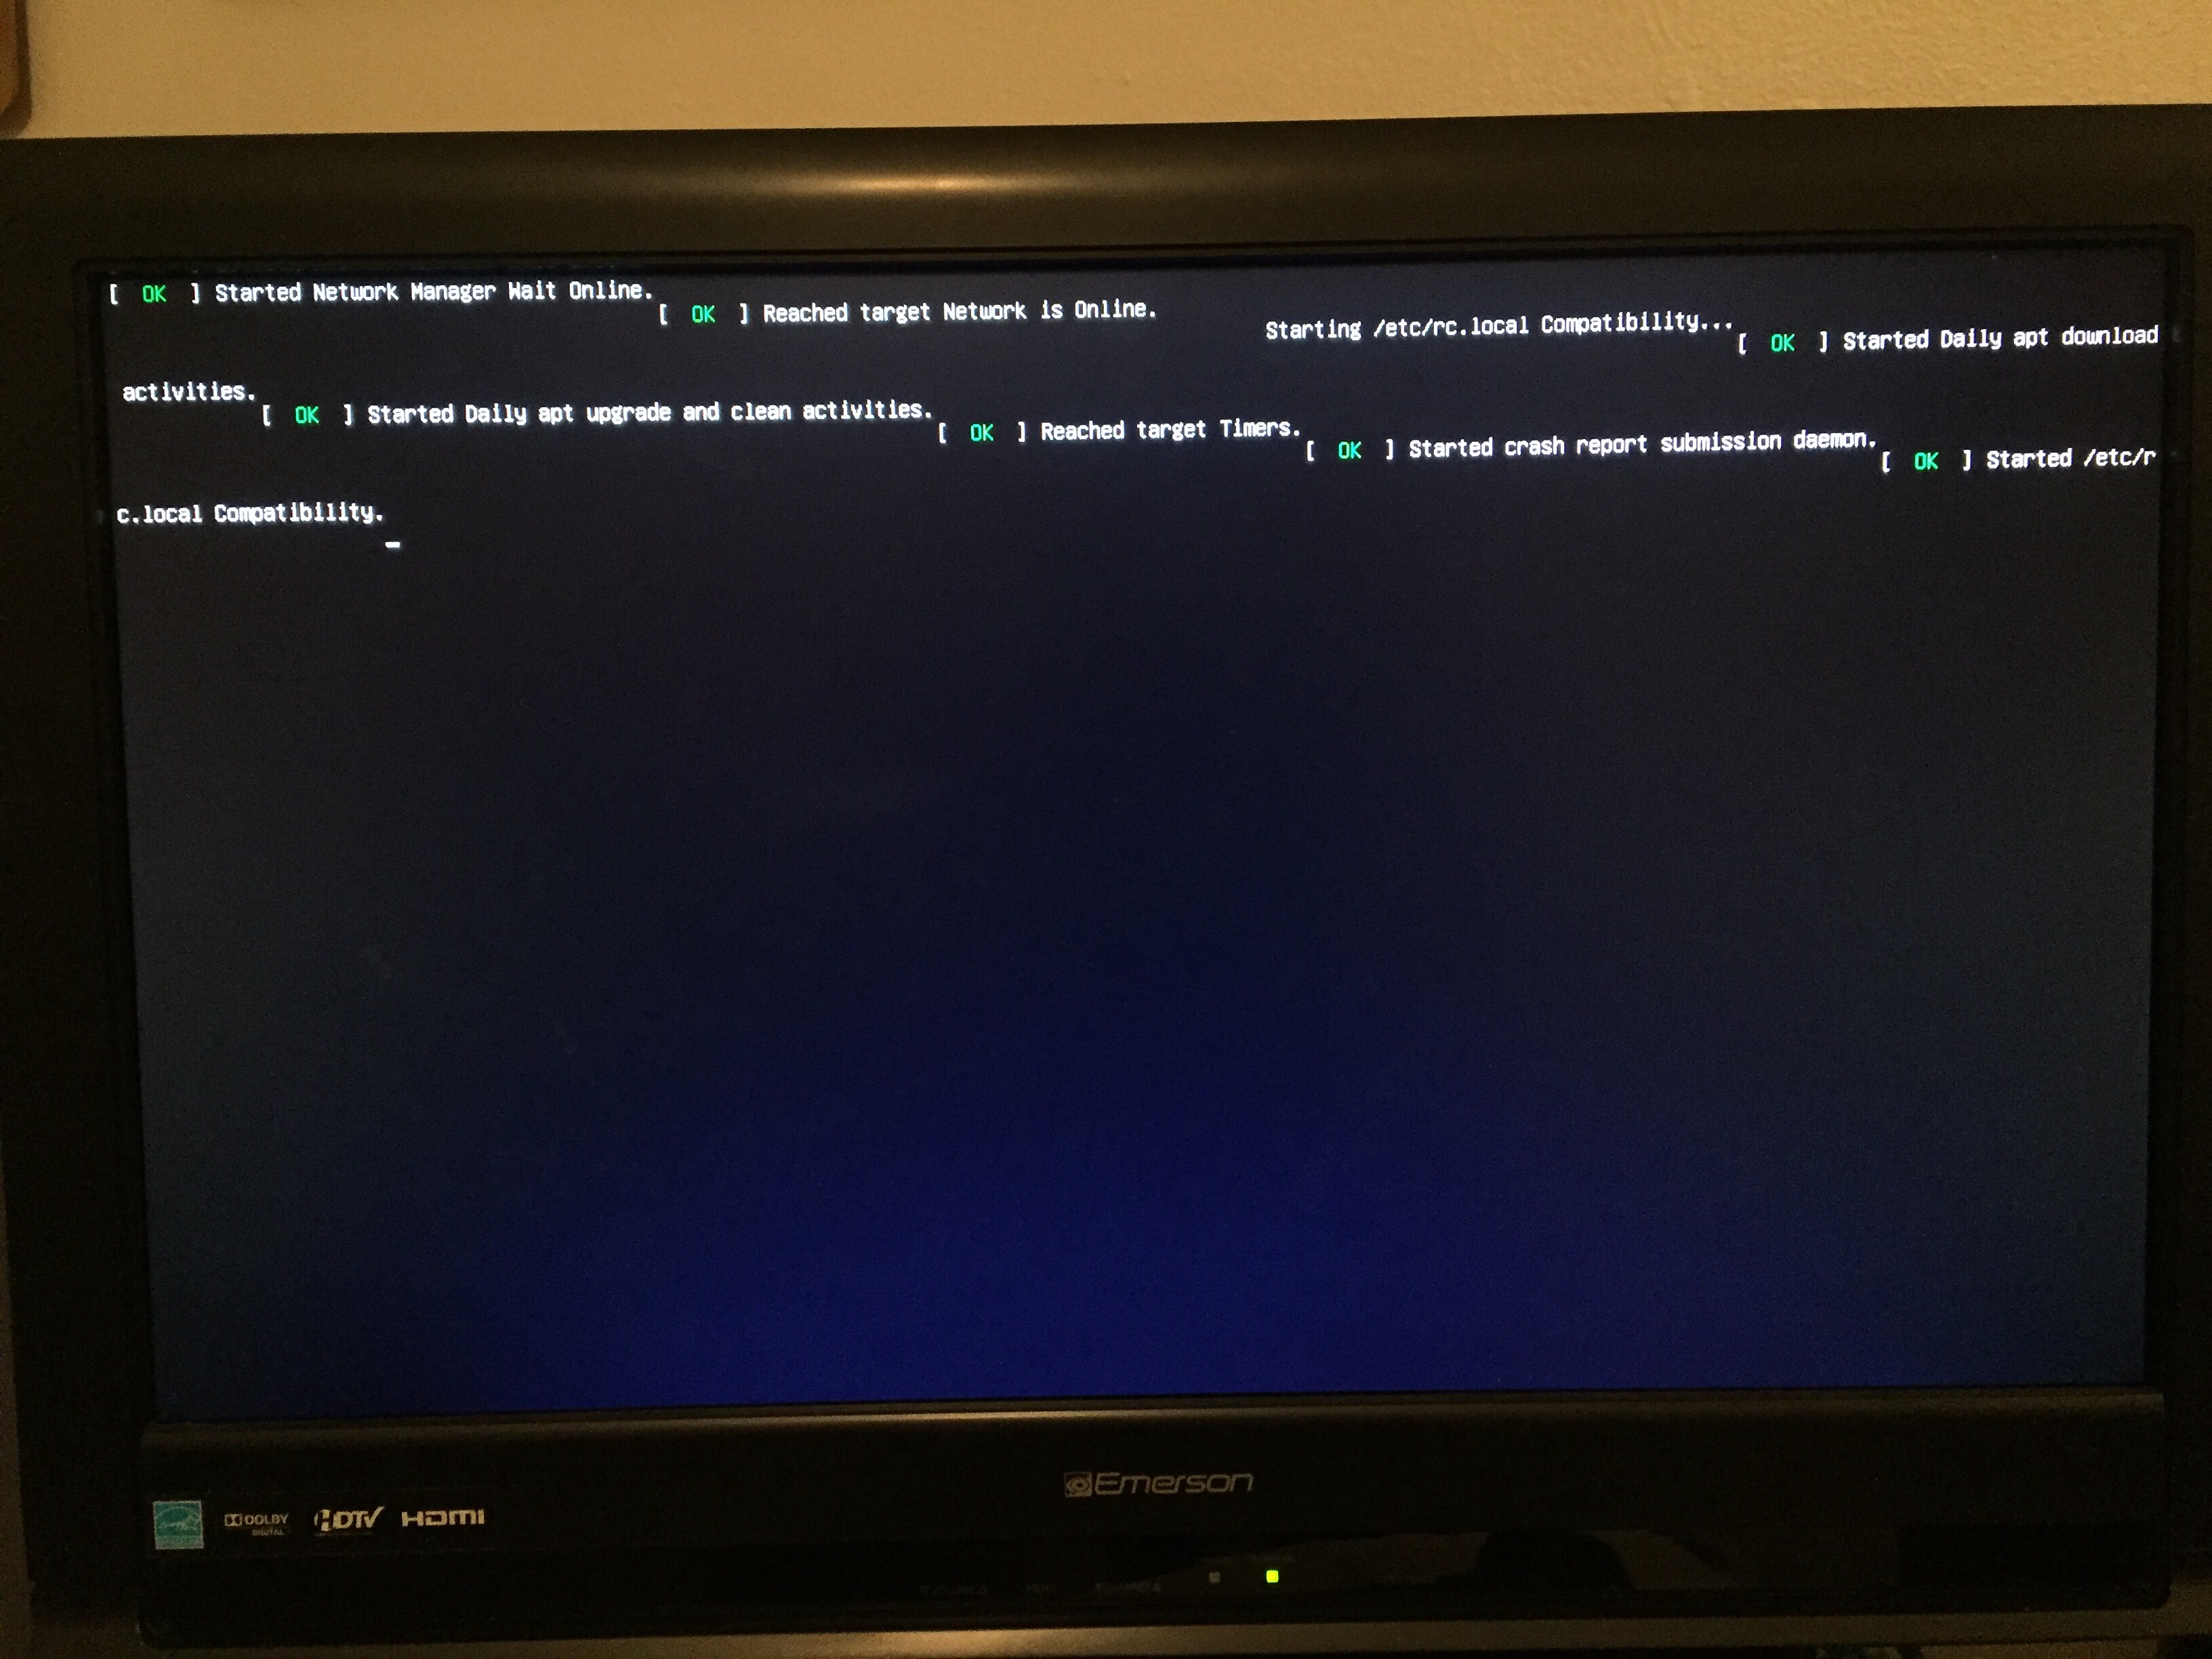 [  OK  ] Started Network Manager Wait Online.
[  OK  ] Reached target Network is Online.
Starting /etc/rc.local Compatibility...
[  OK  ] Started Daily apt download
activities.
[  OK  ] Started Daily apt upgrade and clean activities.
[  OK  ] Reached target Timers.
[  OK  ] Started crash report submission daemon.
[  OK  ] Started /etc/r
c.local Compatibility.
Emerson
DOLBY
DIGITAL
HDTV
HDMI